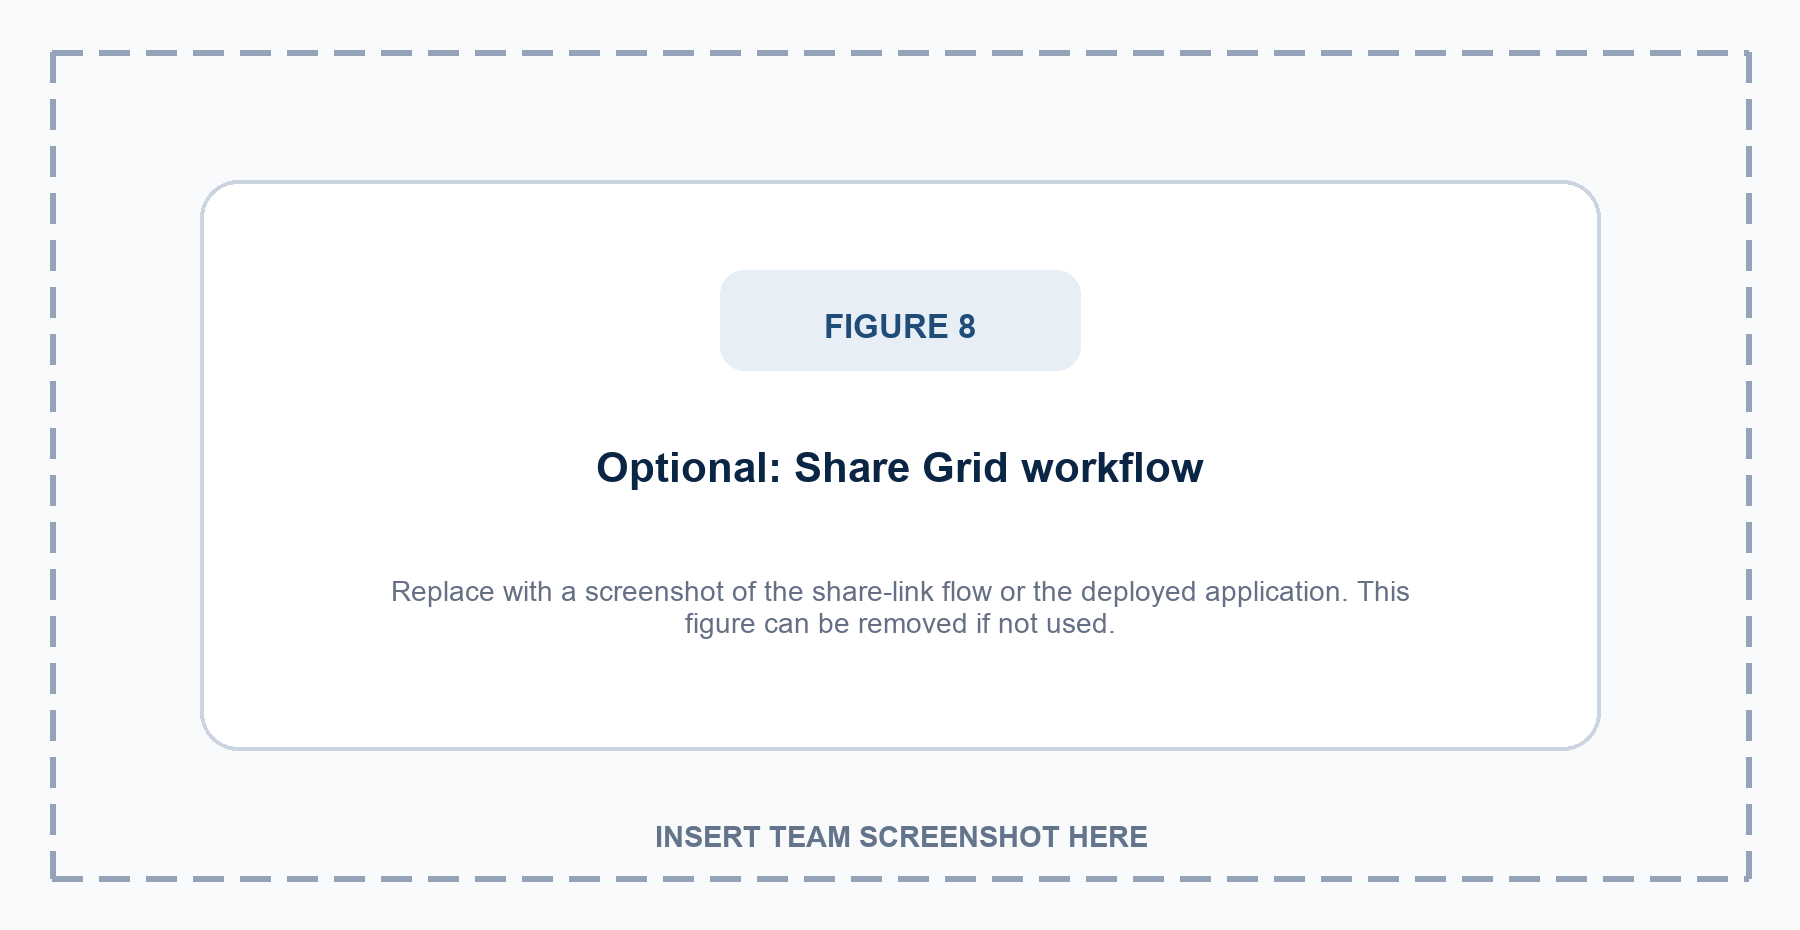 FIGURE 8
Optional: Share Grid workflow
Replace with a screenshot of the share-link flow or the deployed application. This
figure can be removed if not used.
INSERT TEAM SCREENSHOT HERE